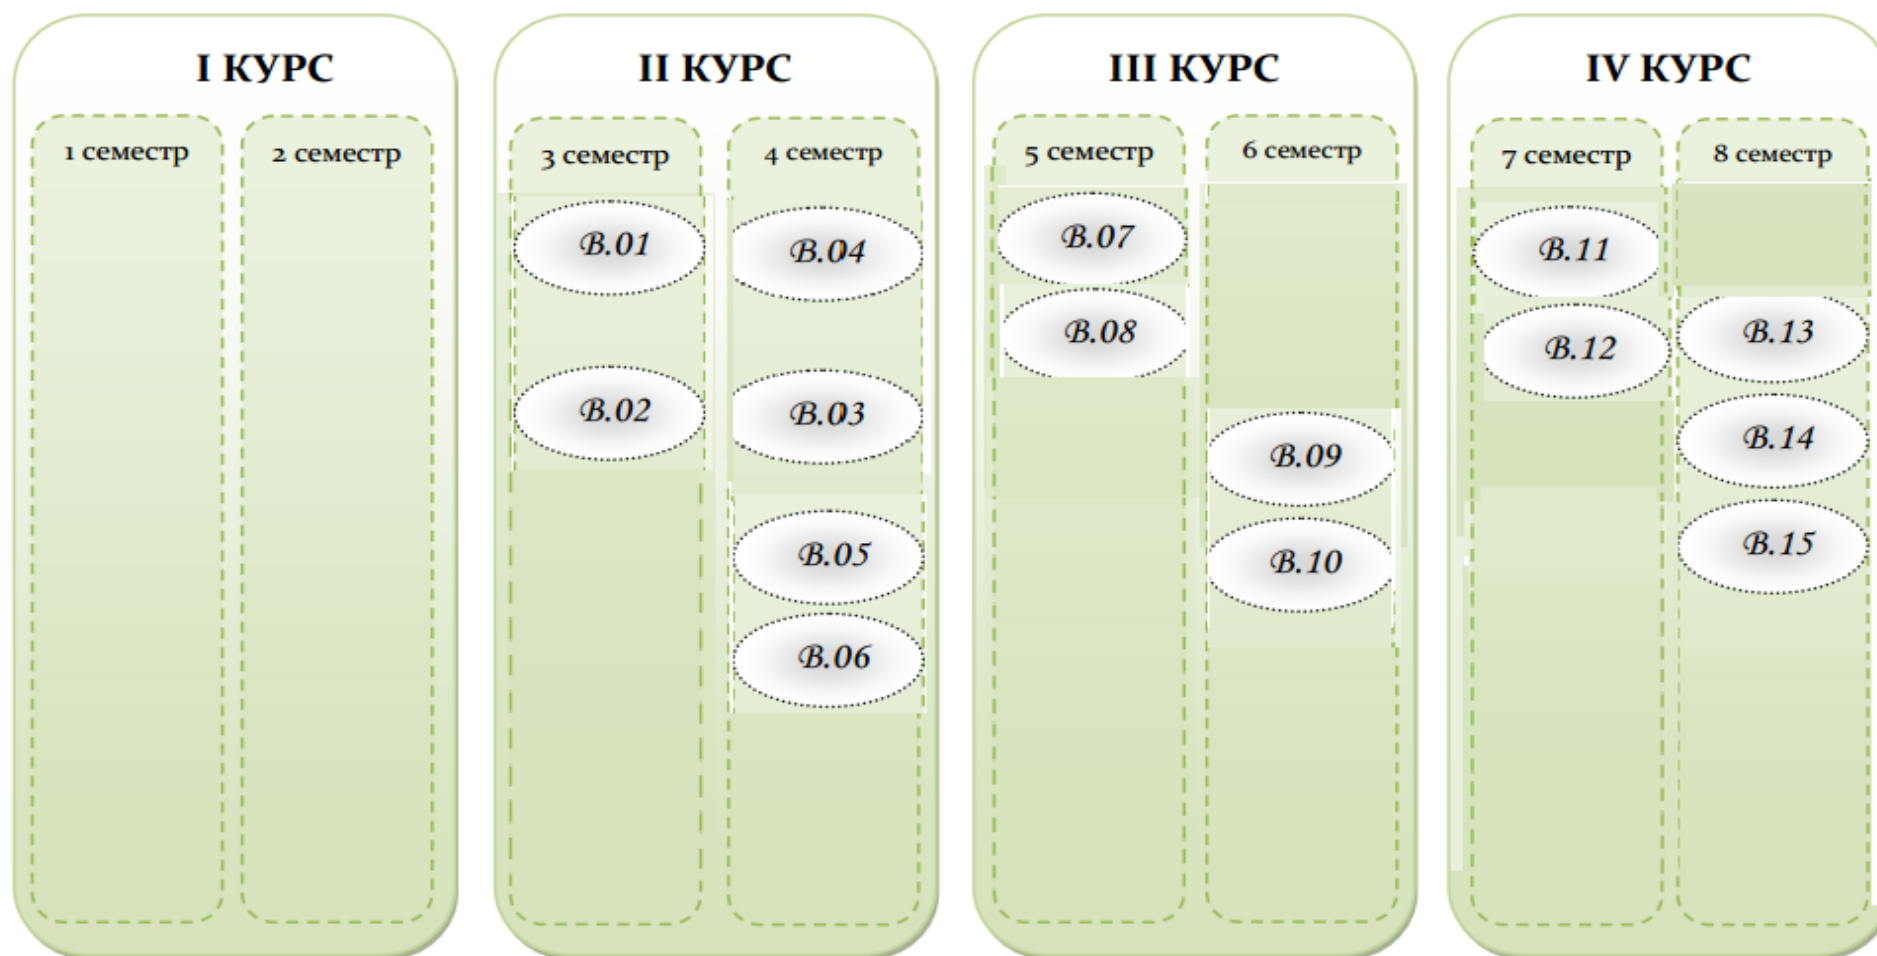 I КУРС
1 семестр
2 семестр
II КУРС
3 семестр
B.01
B.02
4 семестр
B.04
B.03
B.05
B.06
III КУРС
5 семестр
B.07
B.08
6 семестр
B.09
B.10
IV КУРС
7 семестр
B.11
B.12
8 семестр
B.13
B.14
B.15